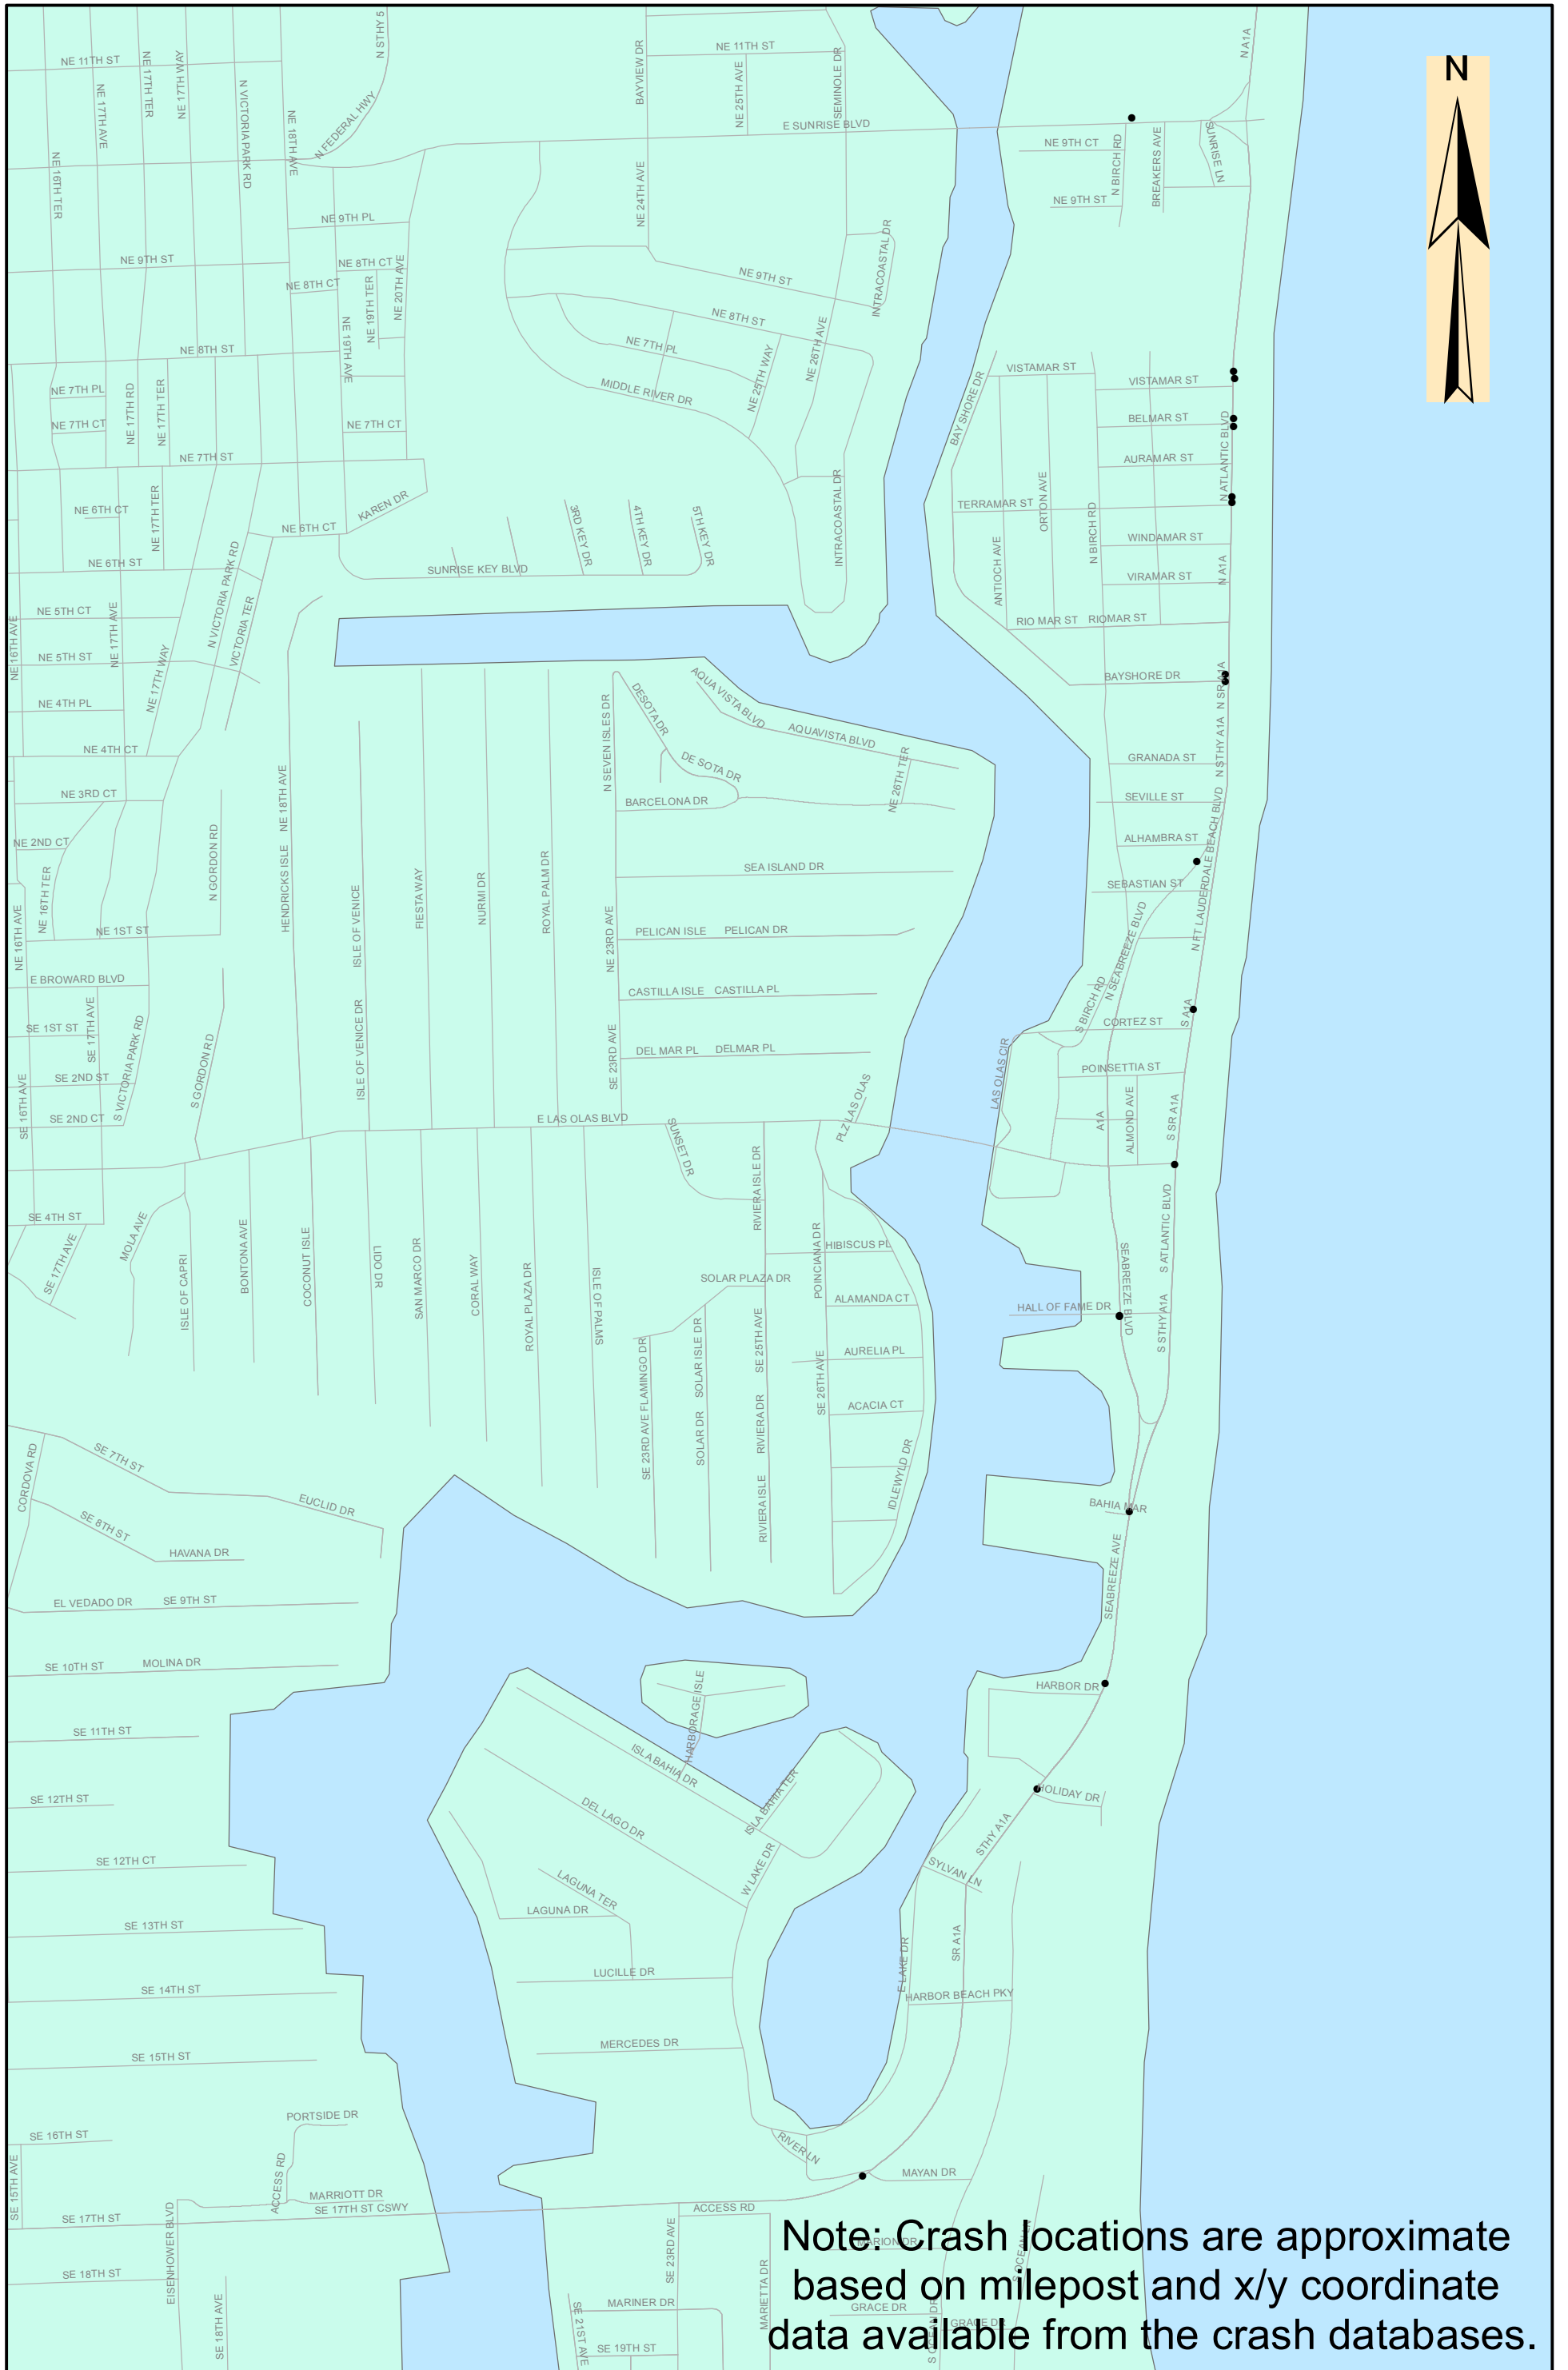 N
N STHY 5
BAYVIEW DR
NE 11TH ST
SEMINOLE DR
N A1A
NE 11TH ST
NE 17TH TER
NE 17TH WAY
NE 17TH AVE
N VICTORIA PARK RD
NE 18TH AVE
N FEDERAL HWY
NE 25TH AVE
E SUNRISE BLVD
NE 9TH CT
N BIRCH RD
BREAKERS AVE
SUNRISE LN
NE 16TH TER
NE 24TH AVE
NE 9TH ST
NE 9TH PL
INTRACOASTAL DR
NE 9TH ST
NE 8TH CT
NE 8TH CT
NE 19TH TER
NE 20TH AVE
NE 9TH ST
NE 8TH ST
NE 19TH AVE
NE 8TH ST
NE 7TH PL
NE 25TH WAY
NE 26TH AVE
MIDDLE RIVER DR
BAY SHORE DR
VISTAMAR ST
VISTAMAR ST
NE 7TH PL
NE 17TH RD
NE 17TH TER
NE 7TH CT
NE 7TH CT
BELMAR ST
N ATLANTIC BLVD
NE 7TH ST
AURAMAR ST
KAREN DR
INTRACOASTAL DR
TERRAMAR ST
ORTON AVE
N BIRCH RD
NE 6TH CT
NE 17TH TER
NE 6TH CT
3RD KEY DR
4TH KEY DR
5TH KEY DR
WINDAMAR ST
ANTIOCH AVE
N A1A
NE 6TH ST
SUNRISE KEY BLVD
VIRAMAR ST
NE 5TH CT
NE 17TH AVE
N VICTORIA PARK RD
VICTORIA TER
RIO MAR ST
RIOMAR ST
NE 16TH AVE
NE 5TH ST
NE 17TH WAY
BAYSHORE DR
N SR A1A
NE 4TH PL
DESOTA DR
AQUA VISTA BLVD
AQUAVISTA BLVD
NE 4TH CT
N SEVEN ISLES DR
DE SOTA DR
NE 26TH TER
GRANADA ST
N STHY A1A
NE 3RD CT
NE 18TH AVE
BARCELONA DR
SEVILLE ST
NE 2ND CT
N GORDON RD
ALHAMBRA ST
N FT LAUDERDALE BEACH BLVD
NE 16TH TER
HENDRICKS ISLE
ISLE OF VENICE
FIESTA WAY
NURMI DR
ROYAL PALM DR
SEA ISLAND DR
SEBASTIAN ST
NE 16TH AVE
NE 1ST ST
NE 23RD AVE
PELICAN ISLE
PELICAN DR
N SEABREEZE BLVD
E BROWARD BLVD
CASTILLA ISLE
CASTILLA PL
S BIRCH RD
SE 1ST ST
SE 17TH AVE
S VICTORIA PARK RD
S GORDON RD
ISLE OF VENICE DR
SE 23RD AVE
DEL MAR PL
DELMAR PL
CORTEZ ST
S A1A
LAS OLAS CIR
SE 2ND ST
POINSETTIA ST
SE 16TH AVE
SE 2ND CT
E LAS OLAS BLVD
PLZ LAS OLAS
A1A
ALMOND AVE
S SR A1A
SUNSET DR
RIVIERA ISLE DR
SE 4TH ST
MOLA AVE
SE 17TH AVE
ISLE OF CAPRI
BONTONA AVE
COCONUT ISLE
LIDO DR
SAN MARCO DR
CORAL WAY
ROYAL PLAZA DR
ISLE OF PALMS
SOLAR PLAZA DR
POINCIANA DR
HIBISCUS PL
SEABREEZE BLVD
S ATLANTIC BLVD
ALAMANDA CT
HALL OF FAME DR
S STHY A1A
FLAMINGO DR
SOLAR ISLE DR
SE 25TH AVE
AURELIA PL
SE 26TH AVE
ACACIA CT
SE 23RD AVE
SOLAR DR
RIVIERA DR
IDLEWYLD DR
CORDOVA RD
SE 7TH ST
EUCLID DR
RIVIERA ISLE
BAHIA MAR
SE 8TH ST
HAVANA DR
SEABREEZE AVE
EL VEDADO DR
SE 9TH ST
SE 10TH ST
MOLINA DR
HARBORAGE ISLE
HARBOR DR
SE 11TH ST
ISLA BAHIA DR
ISLA BAHIA TER
HOLIDAY DR
SE 12TH ST
DEL LAGO DR
STHY A1A
SE 12TH CT
W LAKE DR
SYLVAN LN
LAGUNA TER
LAGUNA DR
SE 13TH ST
SR A1A
E LAKE DR
LUCILLE DR
SE 14TH ST
HARBOR BEACH PKY
MERCEDES DR
SE 15TH ST
PORTSIDE DR
SE 16TH ST
RIVER LN
MAYAN DR
SE 15TH AVE
ACCESS RD
MARRIOTT DR
SE 17TH ST CSWY
ACCESS RD
SE 17TH ST
EISENHOWER BLVD
SE 23RD AVE
MARION DR
S OCEAN LN
SE 18TH ST
MARIETTA DR
SE 18TH AVE
SE 21ST AVE
MARINER DR
GRACE DR
GRACE DR
S OCEAN DR
SE 19TH ST
Note: Crash locations are approximate
based on milepost and x/y coordinate
data available from the crash databases.